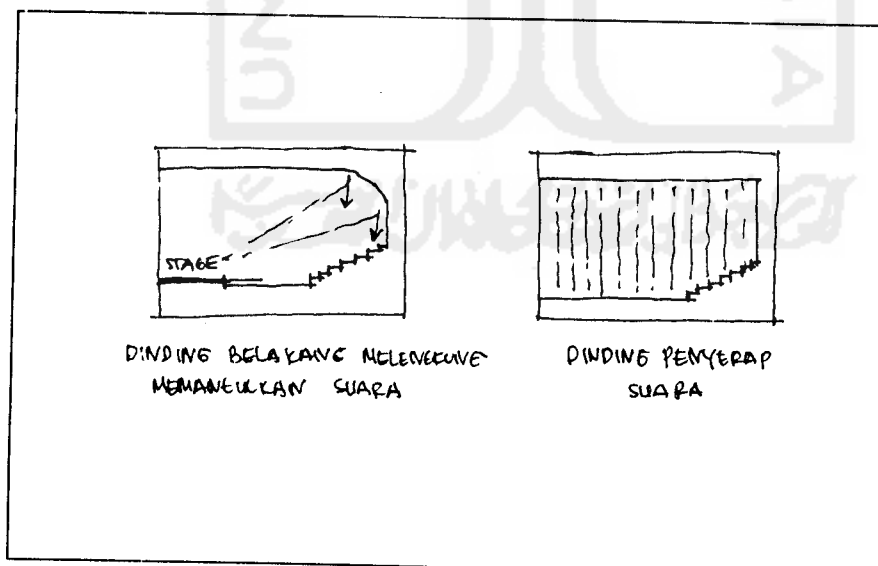 STAGE
DINDING BELAKANG MELENGKUNG
MEMANTULKAN SUARA
DINDING PENYERAP
SUARA